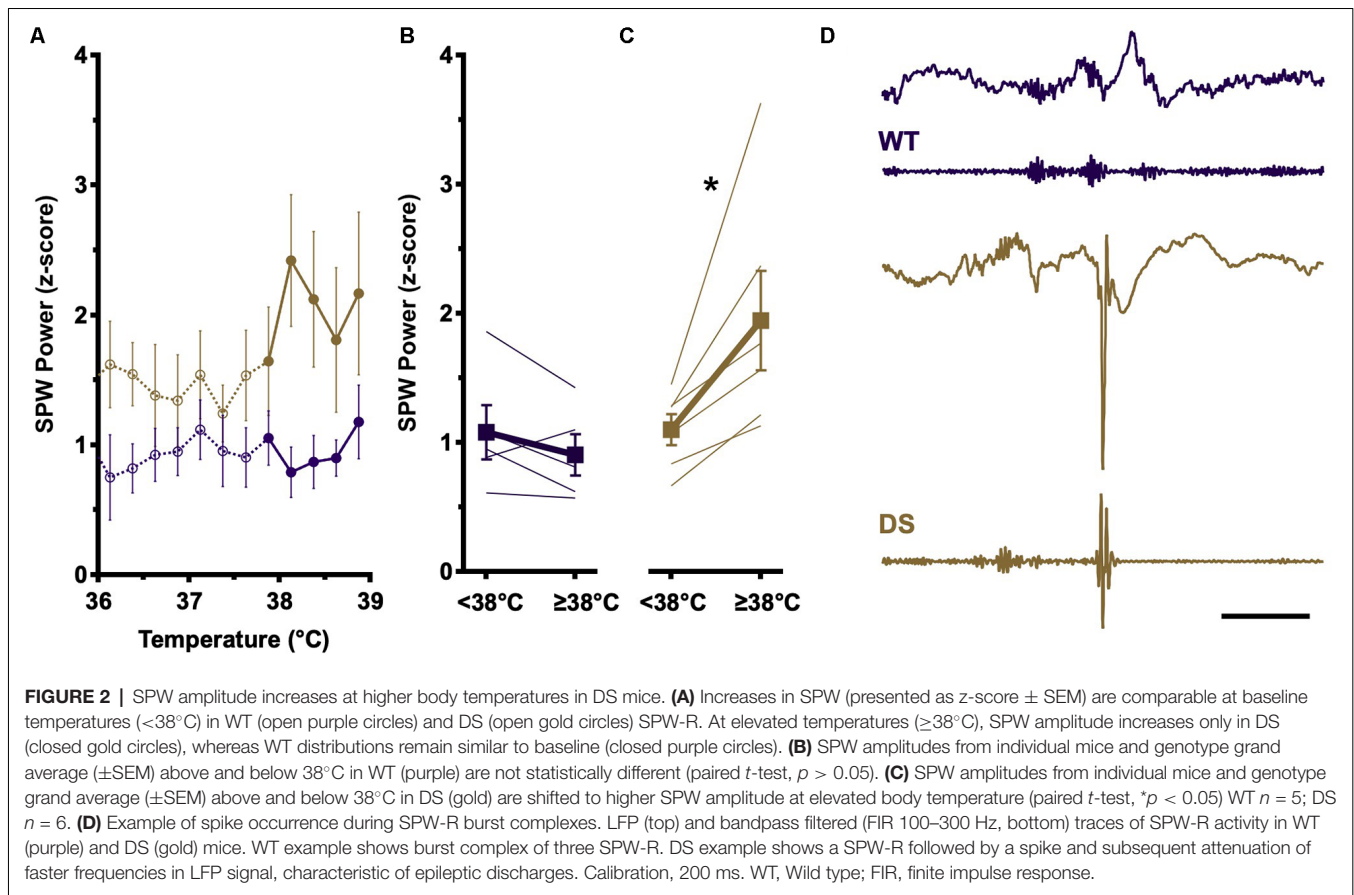 A
B
C
D
4
3
2
1
0
SPW Power (z-score)
36
37
38
39
Temperature (°C)
4
3
2
1
0
SPW Power (z-score)
<38°C
≥38°C
*
<38°C
≥38°C
WT
DS
FIGURE 2 | SPW amplitude increases at higher body temperatures in DS mice. (A) Increases in SPW (presented as z-score ± SEM) are comparable at baseline
temperatures (<38°C) in WT (open purple circles) and DS (open gold circles) SPW-R. At elevated temperatures (≥38°C), SPW amplitude increases only in DS
(closed gold circles), whereas WT distributions remain similar to baseline (closed purple circles). (B) SPW amplitudes from individual mice and genotype grand
average (±SEM) above and below 38°C in WT (purple) are not statistically different (paired t-test, p > 0.05). (C) SPW amplitudes from individual mice and genotype
grand average (±SEM) above and below 38°C in DS (gold) are shifted to higher SPW amplitude at elevated body temperature (paired t-test, *p < 0.05) WT n = 5; DS
n = 6. (D) Example of spike occurrence during SPW-R burst complexes. LFP (top) and bandpass filtered (FIR 100–300 Hz, bottom) traces of SPW-R activity in WT
(purple) and DS (gold) mice. WT example shows burst complex of three SPW-R. DS example shows a SPW-R followed by a spike and subsequent attenuation of
faster frequencies in LFP signal, characteristic of epileptic discharges. Calibration, 200 ms. WT, Wild type; FIR, finite impulse response.